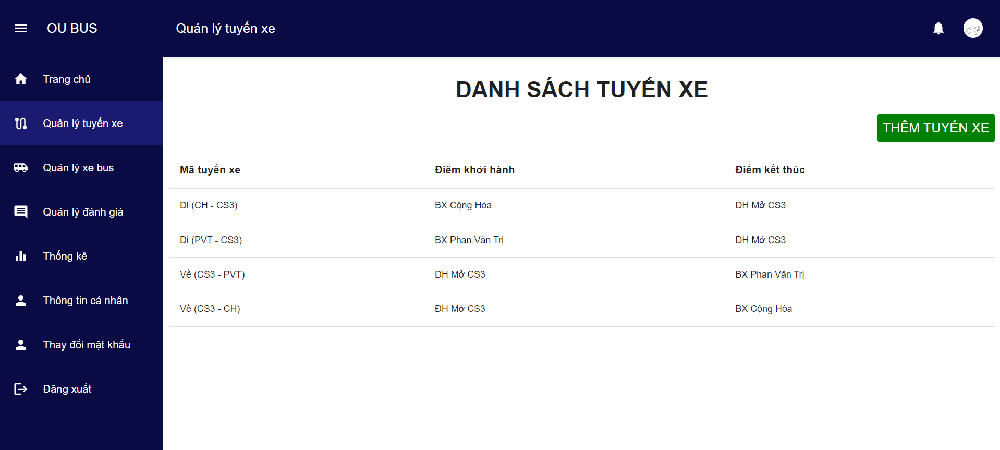 OU BUS
Quản lý tuyến xe
Trang chủ
Quản lý tuyến xe
Quản lý xe bus
Quản lý đánh giá
Thống kê
Thông tin cá nhân
Thay đổi mật khẩu
Đăng xuất
DANH SÁCH TUYẾN XE
THÊM TUYẾN XE
Mã tuyến xe Điểm khởi hành Điểm kết thúc
Đi (CH - CS3) BX Cộng Hòa ĐH Mở CS3
Đi (PVT - CS3) BX Phan Văn Trị ĐH Mở CS3
Về (CS3 - PVT) ĐH Mở CS3 BX Phan Văn Trị
Về (CS3 - CH) ĐH Mở CS3 BX Cộng Hòa